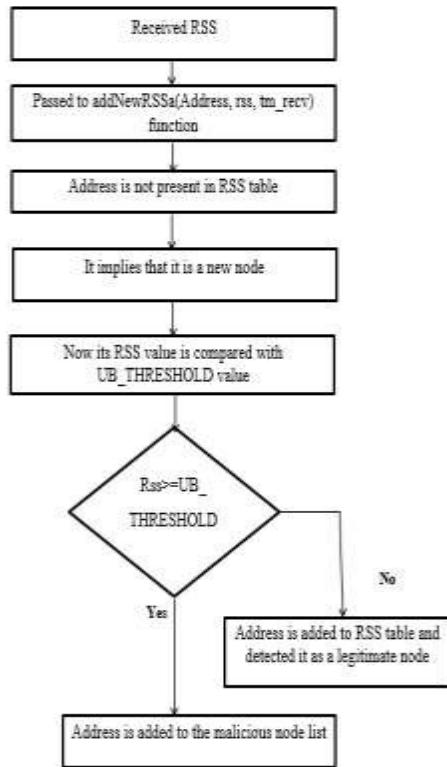 Received RSS
Passed to addNewRSSa(Address, rss, tm_recv)
function
Address is not present in RSS table
It implies that it is a new node
Now its RSS value is compared with
UB_THRESHOLD value
Rss>=UB_
THRESHOLD
No
Yes
Address is added to RSS table and
detected it as a legitimate node
Address is added to the malicious node list